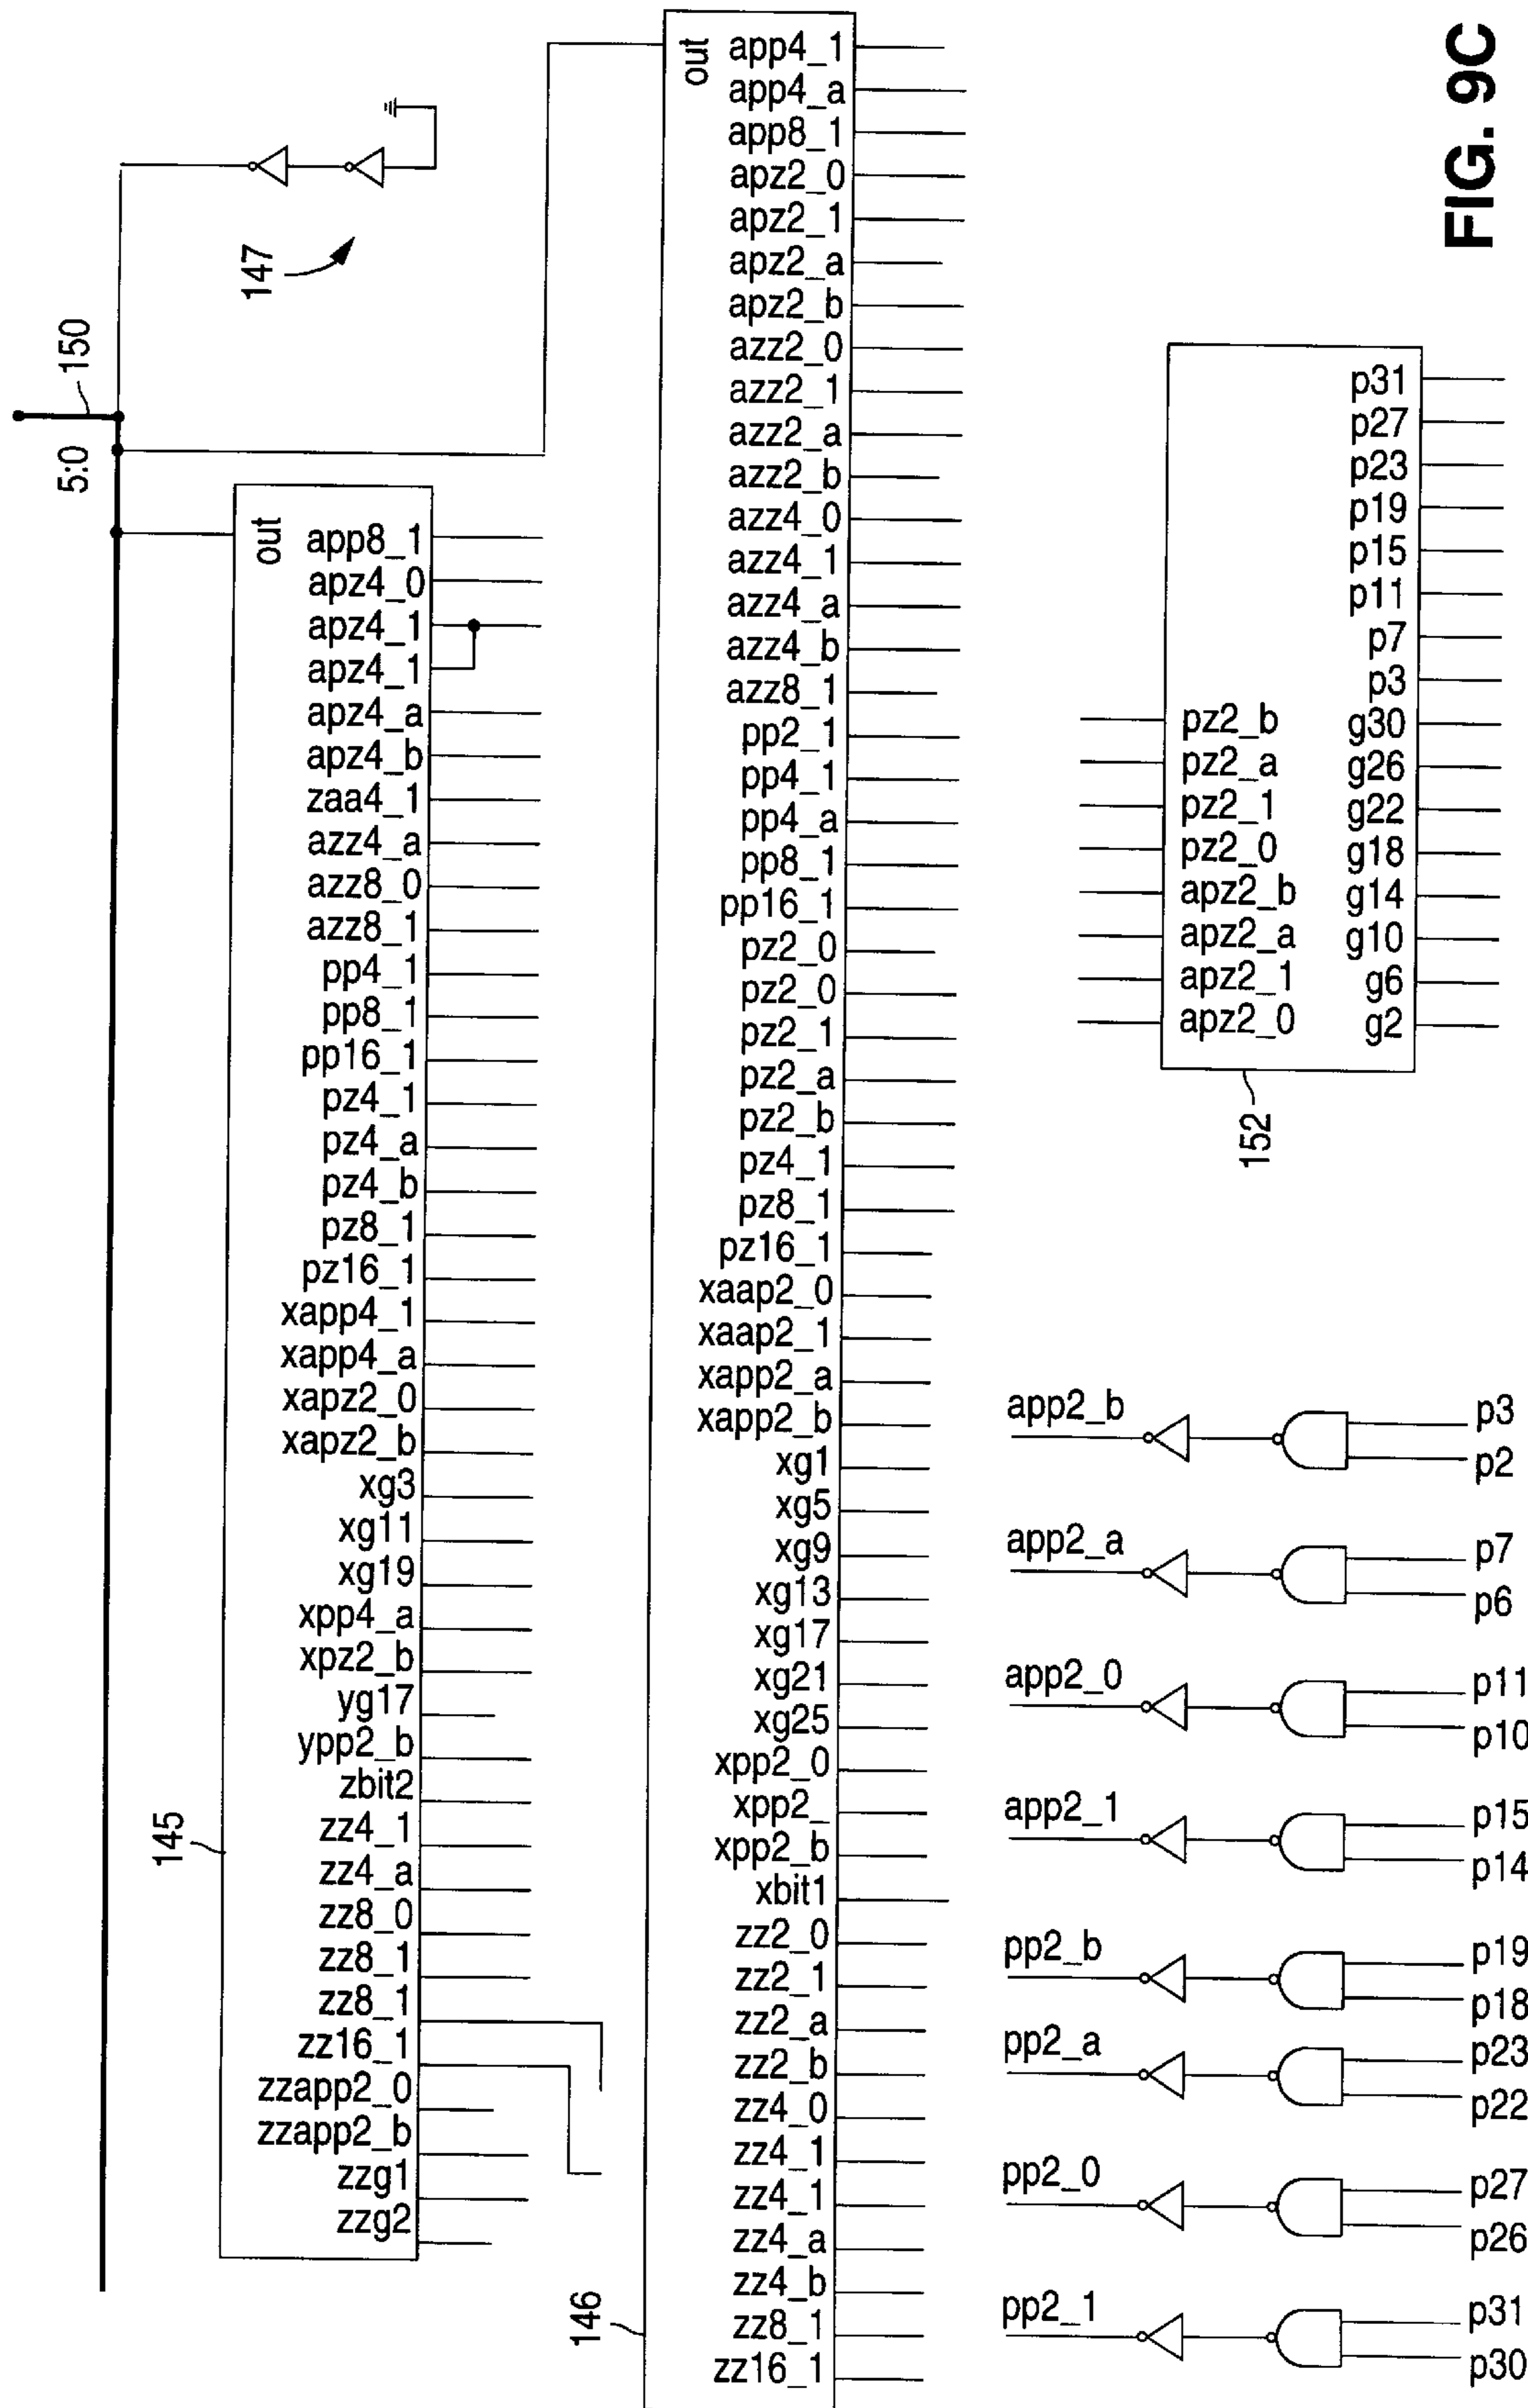 FIG. 9C
150
5:0
147
145
out
app8_1
apz4_0
apz4_1
apz4_1
apz4_a
apz4_b
zaa4_1
azz4_a
azz8_0
azz8_1
pp4_1
pp8_1
pp16_1
pz4_1
pz4_a
pz4_b
pz8_1
pz16_1
xapp4_1
xapp4_a
xapz2_0
xapz2_b
xg3
xg11
xg19
xpp4_a
xpz2_b
yg17
ypp2_b
zbit2
zz4_1
zz4_a
zz8_0
zz8_1
zz8_1
zz16_1
zzapp2_0
zzapp2_b
zzg1
zzg2
146
out
app4_1
app4_a
app8_1
apz2_0
apz2_1
apz2_a
apz2_b
azz2_0
azz2_1
azz2_a
azz2_b
azz4_0
azz4_1
azz4_a
azz4_b
azz8_1
pp2_1
pp4_1
pp4_a
pp8_1
pp16_1
pz2_0
pz2_0
pz2_1
pz2_a
pz2_b
pz4_1
pz8_1
pz16_1
xaap2_0
xaap2_1
xapp2_a
xapp2_b
xg1
xg5
xg9
xg13
xg17
xg21
xg25
xpp2_0
xpp2_
xpp2_b
xbit1
zz2_0
zz2_1
zz2_a
zz2_b
zz4_0
zz4_1
zz4_1
zz4_a
zz4_b
zz8_1
zz16_1
152
pz2_b
pz2_a
pz2_1
pz2_0
apz2_b
apz2_a
apz2_1
apz2_0
p31
p27
p23
p19
p15
p11
p7
p3
g30
g26
g22
g18
g14
g10
g6
g2
app2_b
p3
p2
app2_a
p7
p6
app2_0
p11
p10
app2_1
p15
p14
pp2_b
p19
p18
pp2_a
p23
p22
pp2_0
p27
p26
pp2_1
p31
p30